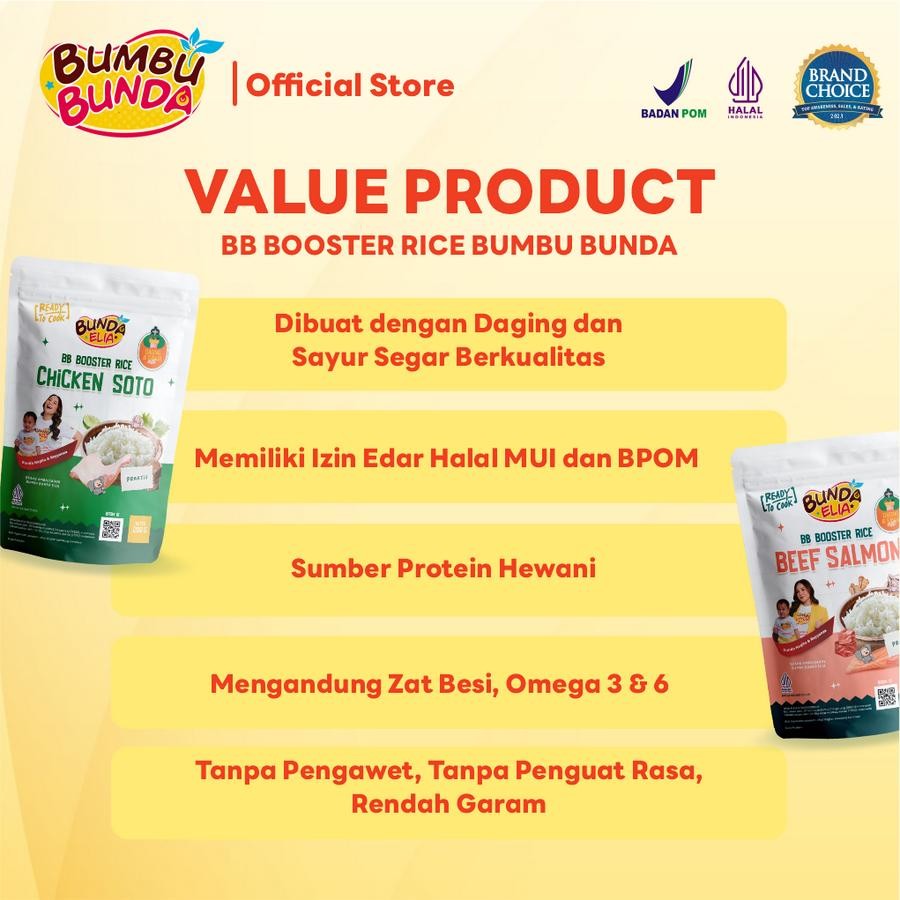 BUMBU
BUNDA
Official Store
BADAN POM
HALAL
INDONESIA
BRAND
CHOICE
VALUE PRODUCT
BB BOOSTER RICE BUMBU BUNDA
Dibuat dengan Daging dan
Sayur Segar Berkualitas
Memiliki Izin Edar Halal MUI dan BPOM
Sumber Protein Hewani
Mengandung Zat Besi, Omega 3 & 6
Tanpa Pengawet, Tanpa Penguat Rasa,
Rendah Garam
READY
To COOK
BUNDA
ELIA
BB BOOSTER RICE
CHICKEN SOTO
READY
To COOK
BUNDA
ELIA
BB BOOSTER RICE
BEEF SALMON